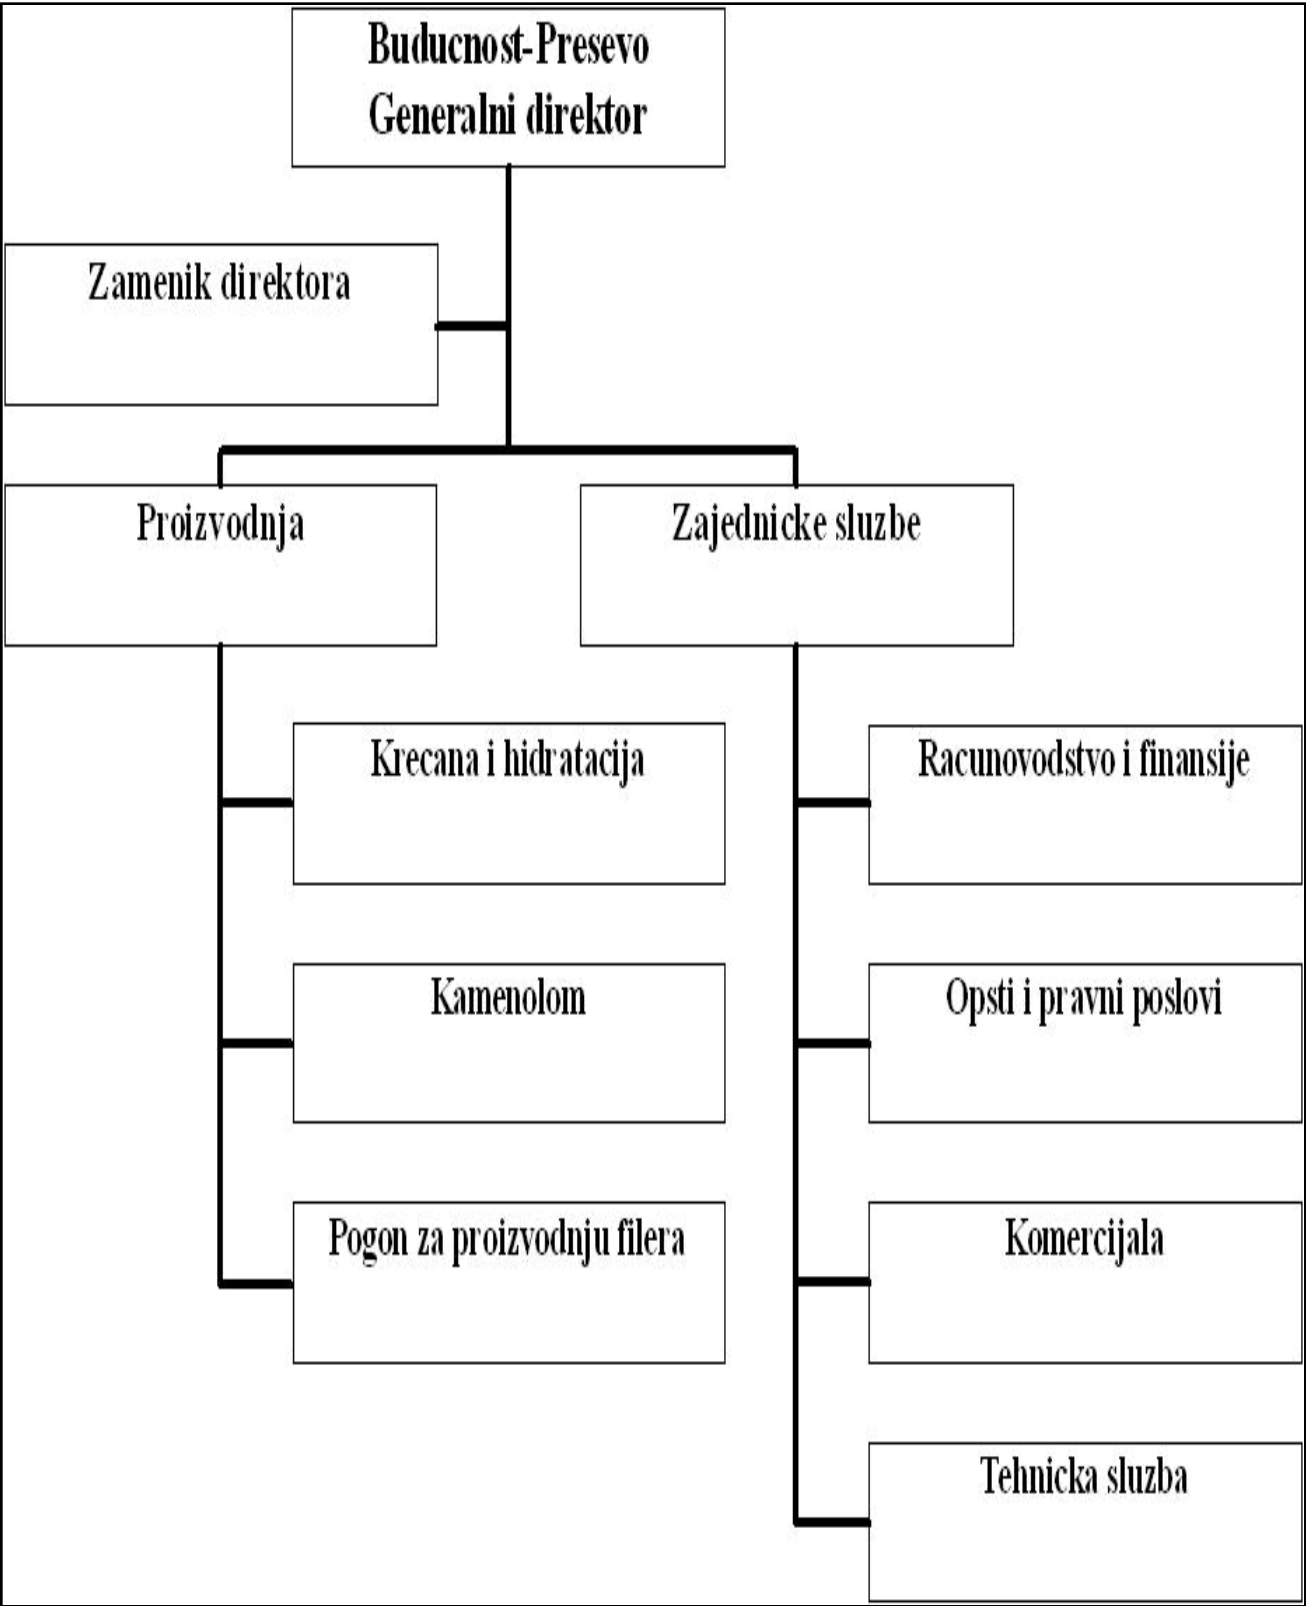 Buducnost-Presevo
Generalni direktor
Zamenik direktora
Proizvodnja
Zajednicke sluzbe
Krecana i hidratacija
Racunovodstvo i finansije
Kamenolom
Opsti i pravni poslovi
Pogon za proizvodnju filera
Komercijala
Tehnicka sluzba